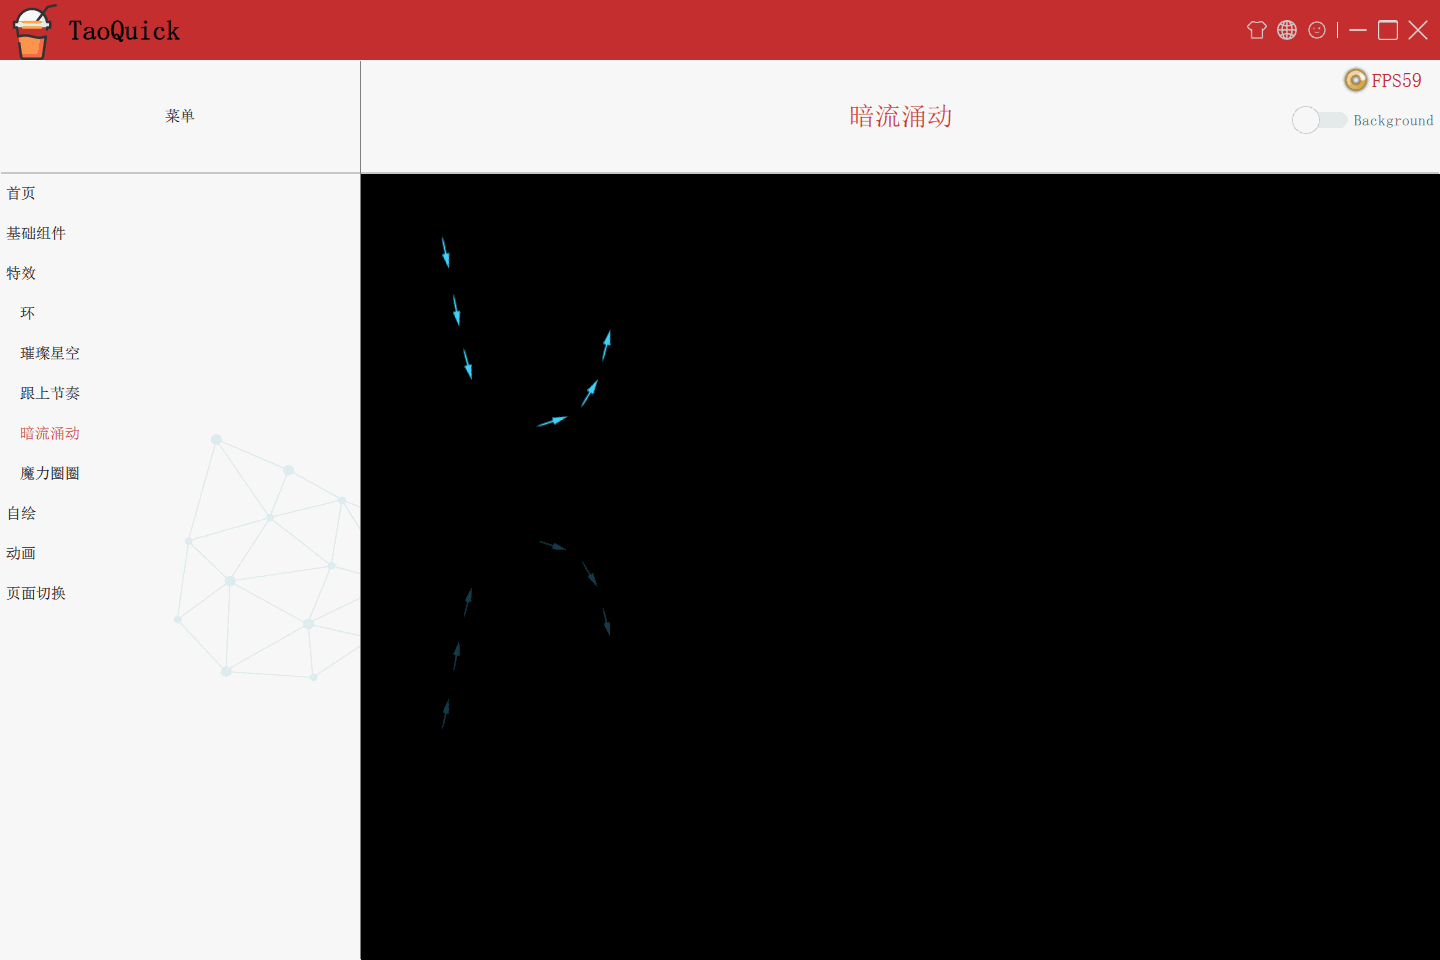 TaoQuick
FPS59
菜单
暗流涌动
Background
首页
基础组件
特效
环
璀璨星空
跟上节奏
暗流涌动
魔力圈圈
自绘
动画
页面切换